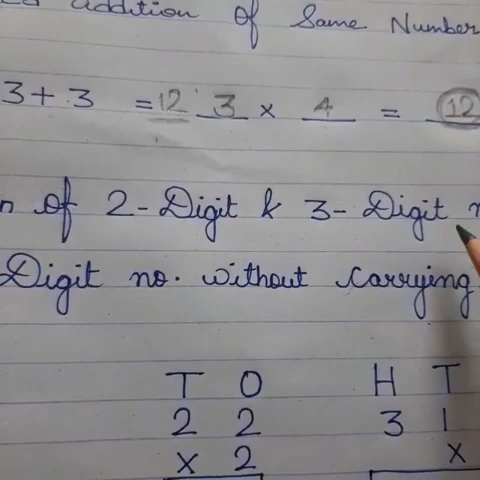 addition of Same Number
3 + 3 = 12 3 × 4 = 12
n of 2 - Digit & 3 - Digit
Digit no. without carrying
T O H T
2 2 3 1
× 2 ×